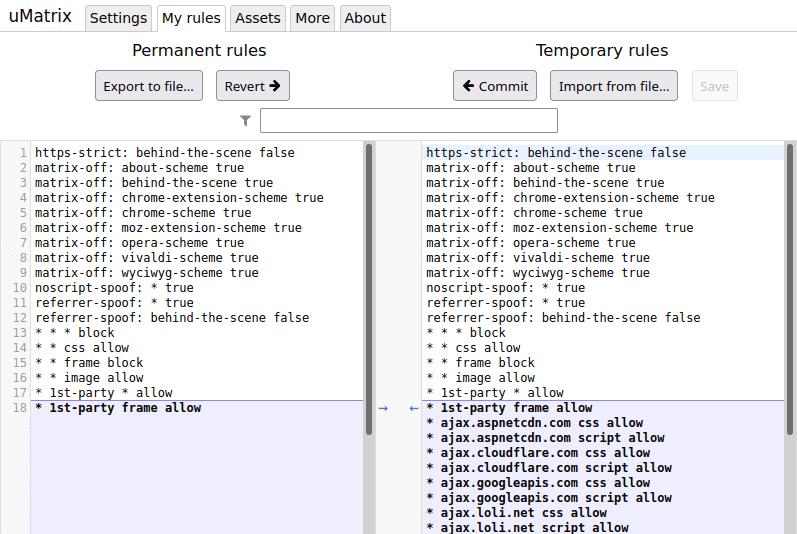 uMatrix Settings My rules Assets More About
Permanent rules Temporary rules
Export to file... Revert Commit Import from file... Save
1 https-strict: behind-the-scene false
2 matrix-off: about-scheme true
3 matrix-off: behind-the-scene true
4 matrix-off: chrome-extension-scheme true
5 matrix-off: chrome-scheme true
6 matrix-off: moz-extension-scheme true
7 matrix-off: opera-scheme true
8 matrix-off: vivaldi-scheme true
9 matrix-off: wyciwyg-scheme true
10 noscript-spoof: * true
11 referrer-spoof: * true
12 referrer-spoof: behind-the-scene false
13 * * * block
14 * * css allow
15 * * frame block
16 * * image allow
17 * 1st-party * allow
18 * 1st-party frame allow
https-strict: behind-the-scene false
matrix-off: about-scheme true
matrix-off: behind-the-scene true
matrix-off: chrome-extension-scheme true
matrix-off: chrome-scheme true
matrix-off: moz-extension-scheme true
matrix-off: opera-scheme true
matrix-off: vivaldi-scheme true
matrix-off: wyciwyg-scheme true
noscript-spoof: * true
referrer-spoof: * true
referrer-spoof: behind-the-scene false
* * * block
* * css allow
* * frame block
* * image allow
* 1st-party * allow
* 1st-party frame allow
* ajax.aspnetcdn.com css allow
* ajax.aspnetcdn.com script allow
* ajax.cloudflare.com css allow
* ajax.cloudflare.com script allow
* ajax.googleapis.com css allow
* ajax.googleapis.com script allow
* ajax.loli.net css allow
* ajax.loli.net script allow